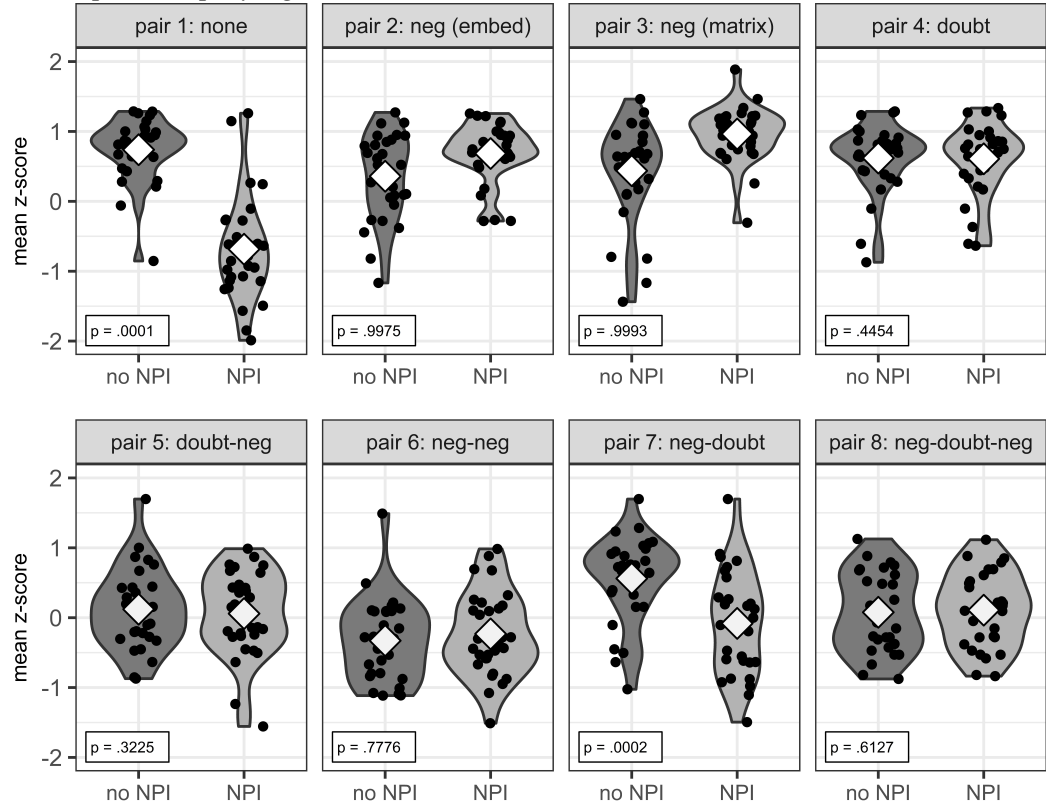 pair 1: none pair 2: neg (embed) pair 3: neg (matrix) pair 4: doubt
2
1
0
-1
-2
mean z-score
p = .0001 p = .9975 p = .9993 p = .4454
no NPI NPI no NPI NPI no NPI NPI no NPI NPI
pair 5: doubt-neg pair 6: neg-neg pair 7: neg-doubt pair 8: neg-doubt-neg
2
1
0
-1
-2
mean z-score
p = .3225 p = .7776 p = .0002 p = .6127
no NPI NPI no NPI NPI no NPI NPI no NPI NPI